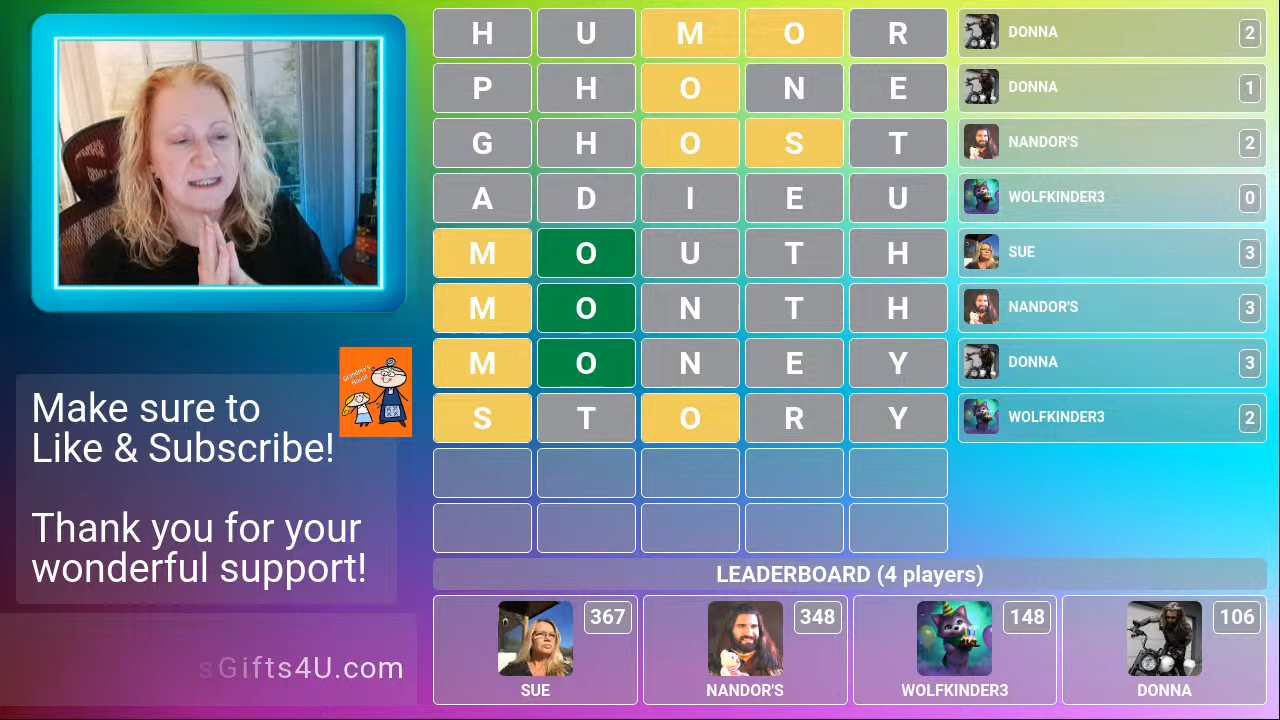 H U M O R DONNA 2
P H O N E DONNA 1
G H O S T NANDOR'S 2
A D I E U WOLFKINDER3 0
M O U T H SUE 3
M O N T H NANDOR'S 3
M O N E Y DONNA 3
S T O R Y WOLFKINDER3 2
Grandma's
House
Make sure to
Like & Subscribe!
Thank you for your
wonderful support!
sGifts4U.com
LEADERBOARD (4 players)
367 348 148 106
SUE NANDOR'S WOLFKINDER3 DONNA